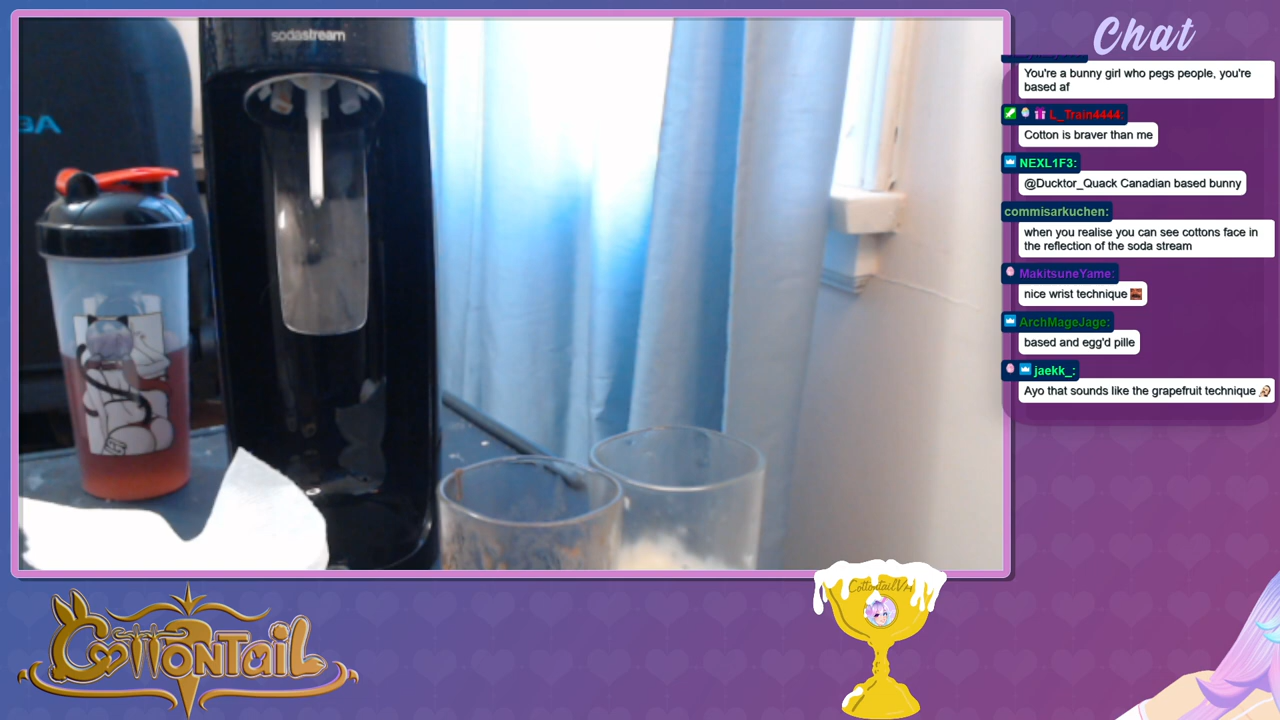 sodastream
Chat
You're a bunny girl who pegs people, you're
based af
L_Train4444:
Cotton is braver than me
NEXL1F3:
@Ducktor_Quack Canadian based bunny
commisarkuchen:
when you realise you can see cottons face in
the reflection of the soda stream
MakitsuneYame:
nice wrist technique
ArchMageJage:
based and egg'd pille
jaekk_:
Ayo that sounds like the grapefruit technique
CottonTail